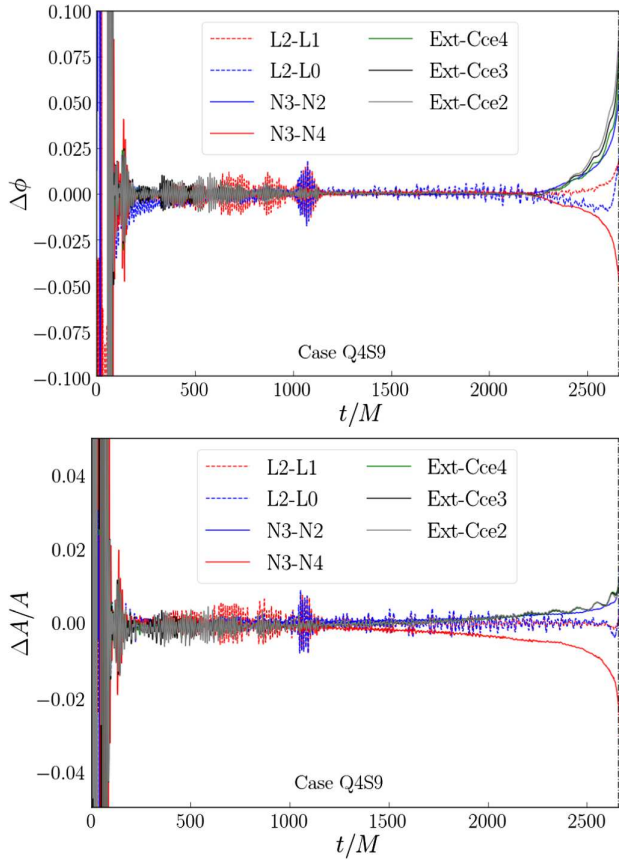 0.100
L2-L1 Ext-Cce4
L2-L0 Ext-Cce3
N3-N2 Ext-Cce2
N3-N4
0.075
0.050
0.025
0.000
−0.025
−0.050
−0.075
−0.100
Δϕ
Case Q4S9
0 500 1000 1500 2000 2500
t/M
L2-L1 Ext-Cce4
L2-L0 Ext-Cce3
N3-N2 Ext-Cce2
N3-N4
0.04
0.02
0.00
−0.02
−0.04
ΔA/A
Case Q4S9
0 500 1000 1500 2000 2500
t/M